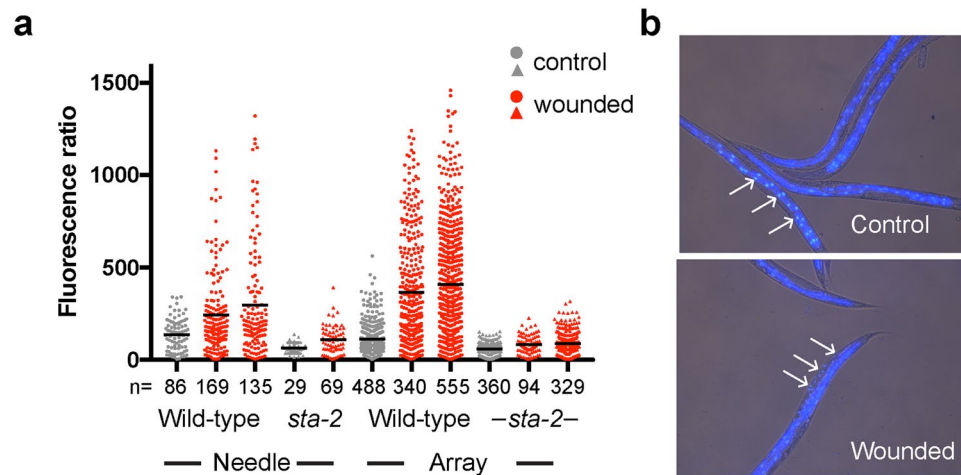 a
b
control
wounded
Fluorescence ratio
1500
1000
500
0
n= 86 169 135 29 69 488 340 555 360 94 329
Wild-type sta-2 Wild-type –sta-2–
Needle Array
Control
Wounded